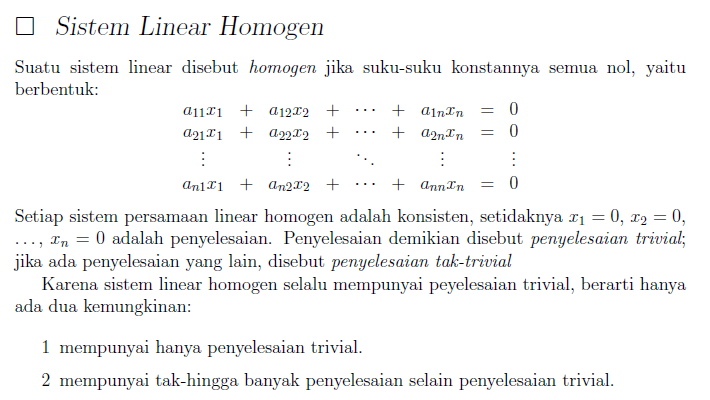 □ Sistem Linear Homogen
Suatu sistem linear disebut homogen jika suku-suku konstannya semua nol, yaitu
berbentuk:
a₁₁x₁ + a₁₂x₂ + ⋯ + a₁ₙxₙ = 0
a₂₁x₁ + a₂₂x₂ + ⋯ + a₂ₙxₙ = 0
⋮ ⋮ ⋱ ⋮ ⋮
aₙ₁x₁ + aₙ₂x₂ + ⋯ + aₙₙxₙ = 0
Setiap sistem persamaan linear homogen adalah konsisten, setidaknya x₁ = 0, x₂ = 0,
…, xₙ = 0 adalah penyelesaian. Penyelesaian demikian disebut penyelesaian trivial;
jika ada penyelesaian yang lain, disebut penyelesaian tak-trivial
Karena sistem linear homogen selalu mempunyai peyelesaian trivial, berarti hanya
ada dua kemungkinan:
1 mempunyai hanya penyelesaian trivial.
2 mempunyai tak-hingga banyak penyelesaian selain penyelesaian trivial.